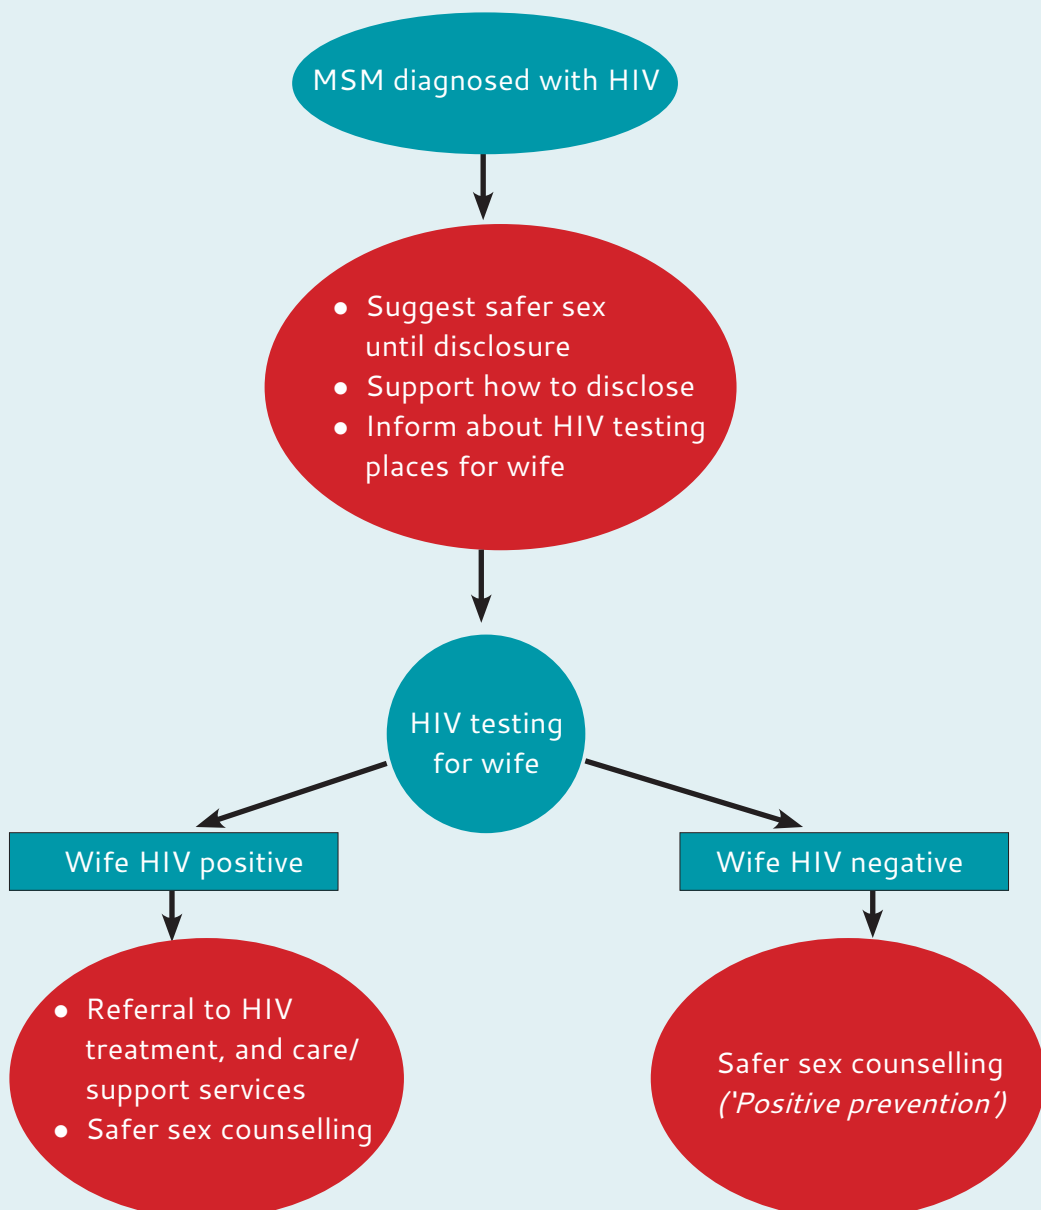 MSM diagnosed with HIV
● Suggest safer sex
until disclosure
● Support how to disclose
● Inform about HIV testing
places for wife
HIV testing
for wife
Wife HIV positive
Wife HIV negative
● Referral to HIV
treatment, and care/
support services
● Safer sex counselling
Safer sex counselling
(‘Positive prevention’)